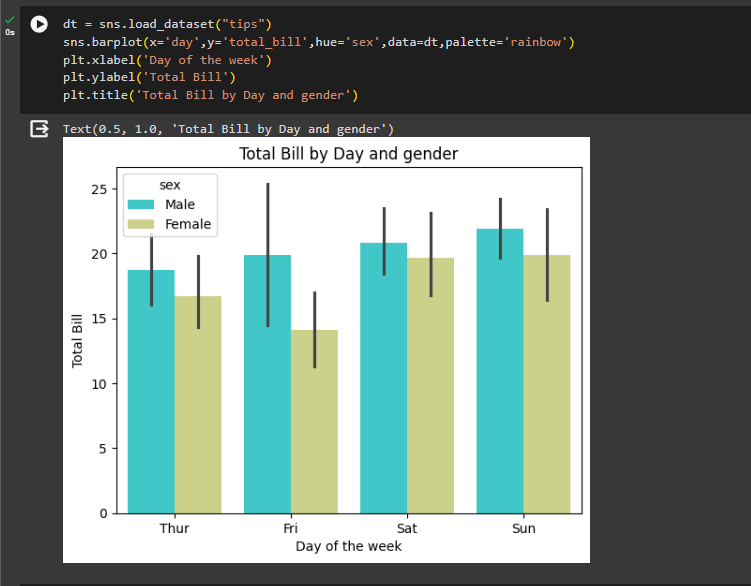 0s
dt = sns.load_dataset("tips")
sns.barplot(x='day',y='total_bill',hue='sex',data=dt,palette='rainbow')
plt.xlabel('Day of the week')
plt.ylabel('Total Bill')
plt.title('Total Bill by Day and gender')
Text(0.5, 1.0, 'Total Bill by Day and gender')
Total Bill by Day and gender
sex
Male
Female
25
20
15
10
5
0
Total Bill
Thur Fri Sat Sun
Day of the week